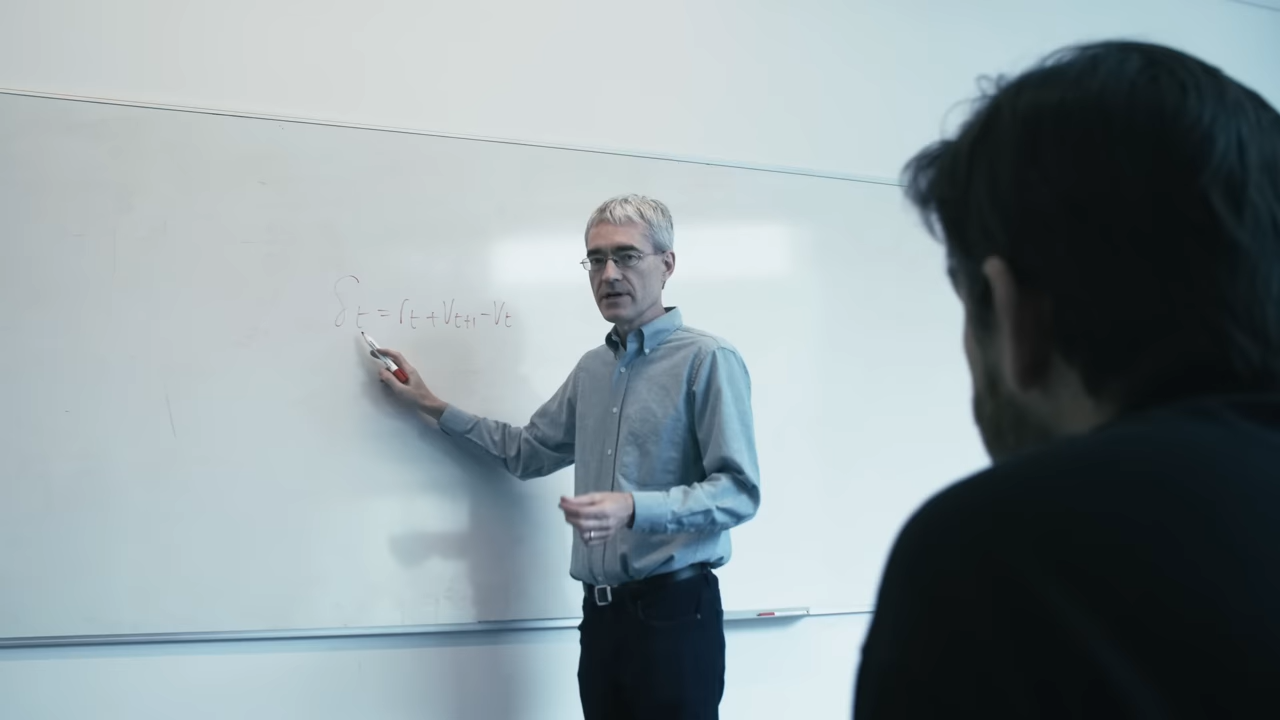 δt = rt + Vt+1 - Vt